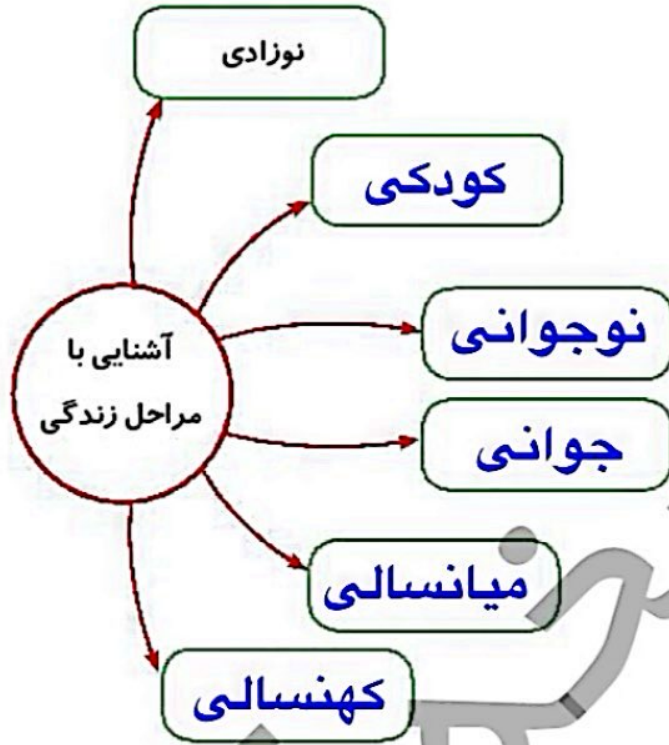 نوزادی
کودکی
نوجوانی
آشنایی با
مراحل زندگی
جوانی
میانسالی
کهنسالی